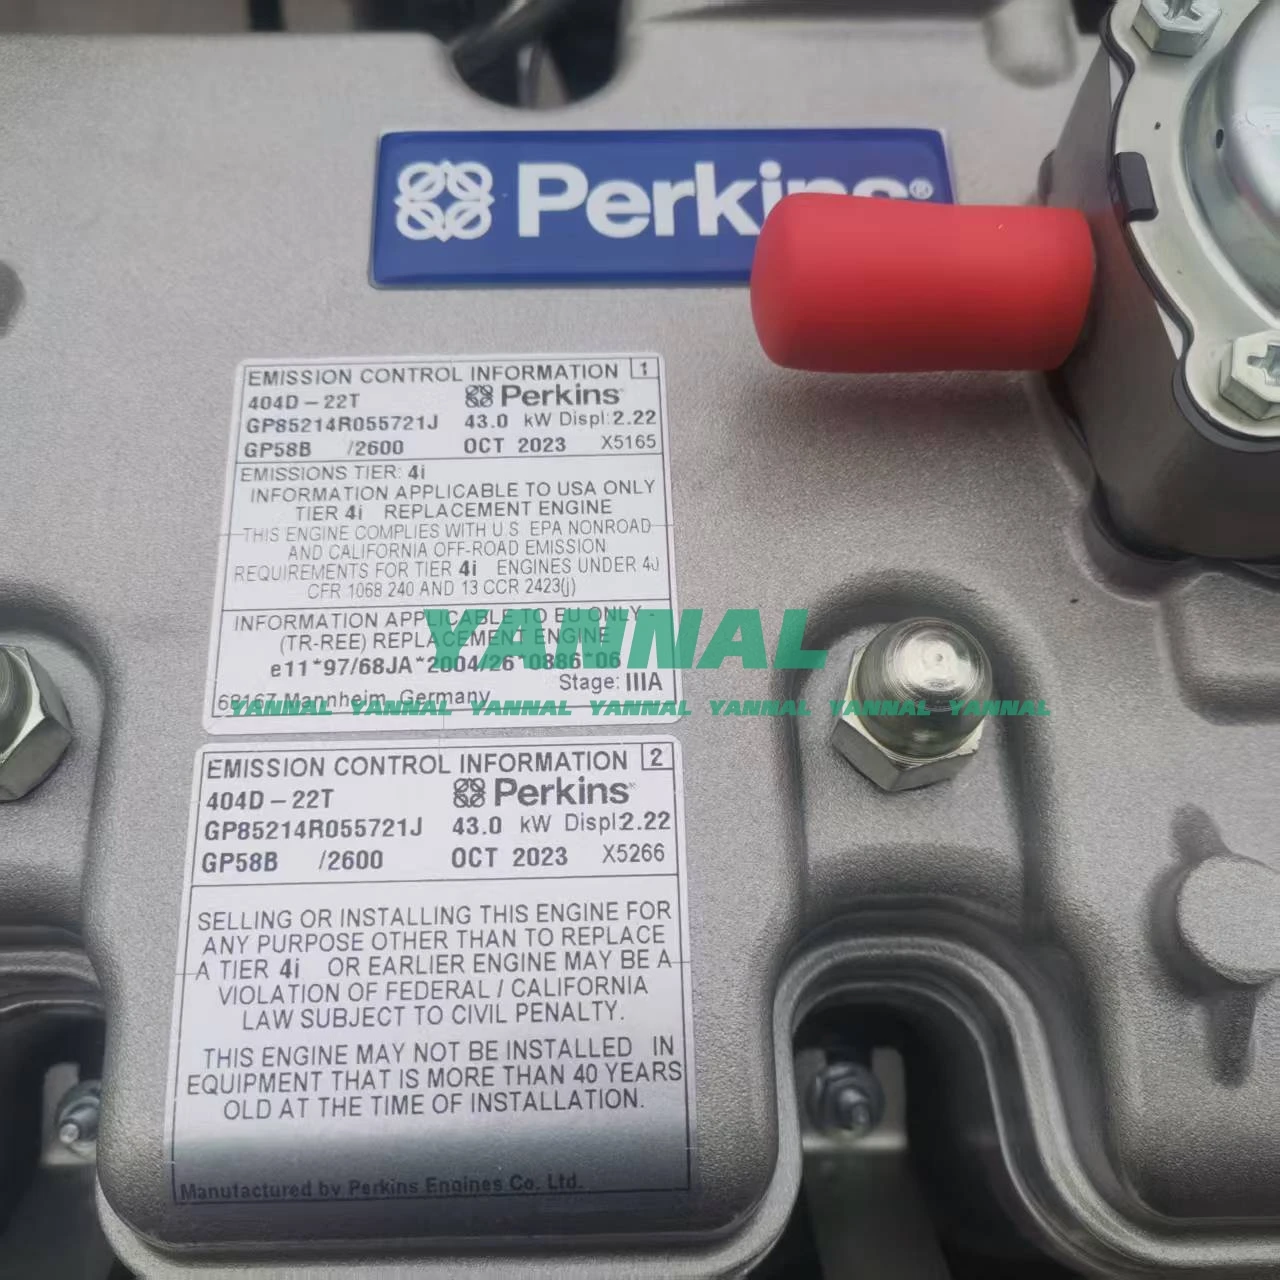 Perkins®
EMISSION CONTROL INFORMATION 1
404D-22T Perkins®
GP85214R055721J 43.0 kW Displ:2.22
GP58B /2600 OCT 2023 X5165
EMISSIONS TIER: 4i
INFORMATION APPLICABLE TO USA ONLY
TIER 4i REPLACEMENT ENGINE
THIS ENGINE COMPLIES WITH U.S. EPA NONROAD
AND CALIFORNIA OFF-ROAD EMISSION
REQUIREMENTS FOR TIER 4i ENGINES UNDER 40
CFR 1068 240 AND 13 CCR 2423(j)
INFORMATION APPLICABLE TO EU ONLY -
(TR-REE) REPLACEMENT ENGINE
e11*97/68JA*2004/26*0886*06
Stage: IIIA
68167 Mannheim, Germany
YANNAL
YANNAL YANNAL YANNAL YANNAL YANNAL YANNAL YANNAL
EMISSION CONTROL INFORMATION 2
404D-22T Perkins®
GP85214R055721J 43.0 kW Displ2.22
GP58B /2600 OCT 2023 X5266
SELLING OR INSTALLING THIS ENGINE FOR
ANY PURPOSE OTHER THAN TO REPLACE
A TIER 4i OR EARLIER ENGINE MAY BE A
VIOLATION OF FEDERAL / CALIFORNIA
LAW SUBJECT TO CIVIL PENALTY.
THIS ENGINE MAY NOT BE INSTALLED IN
EQUIPMENT THAT IS MORE THAN 40 YEARS
OLD AT THE TIME OF INSTALLATION.
Manufactured by Perkins Engines Co. Ltd.